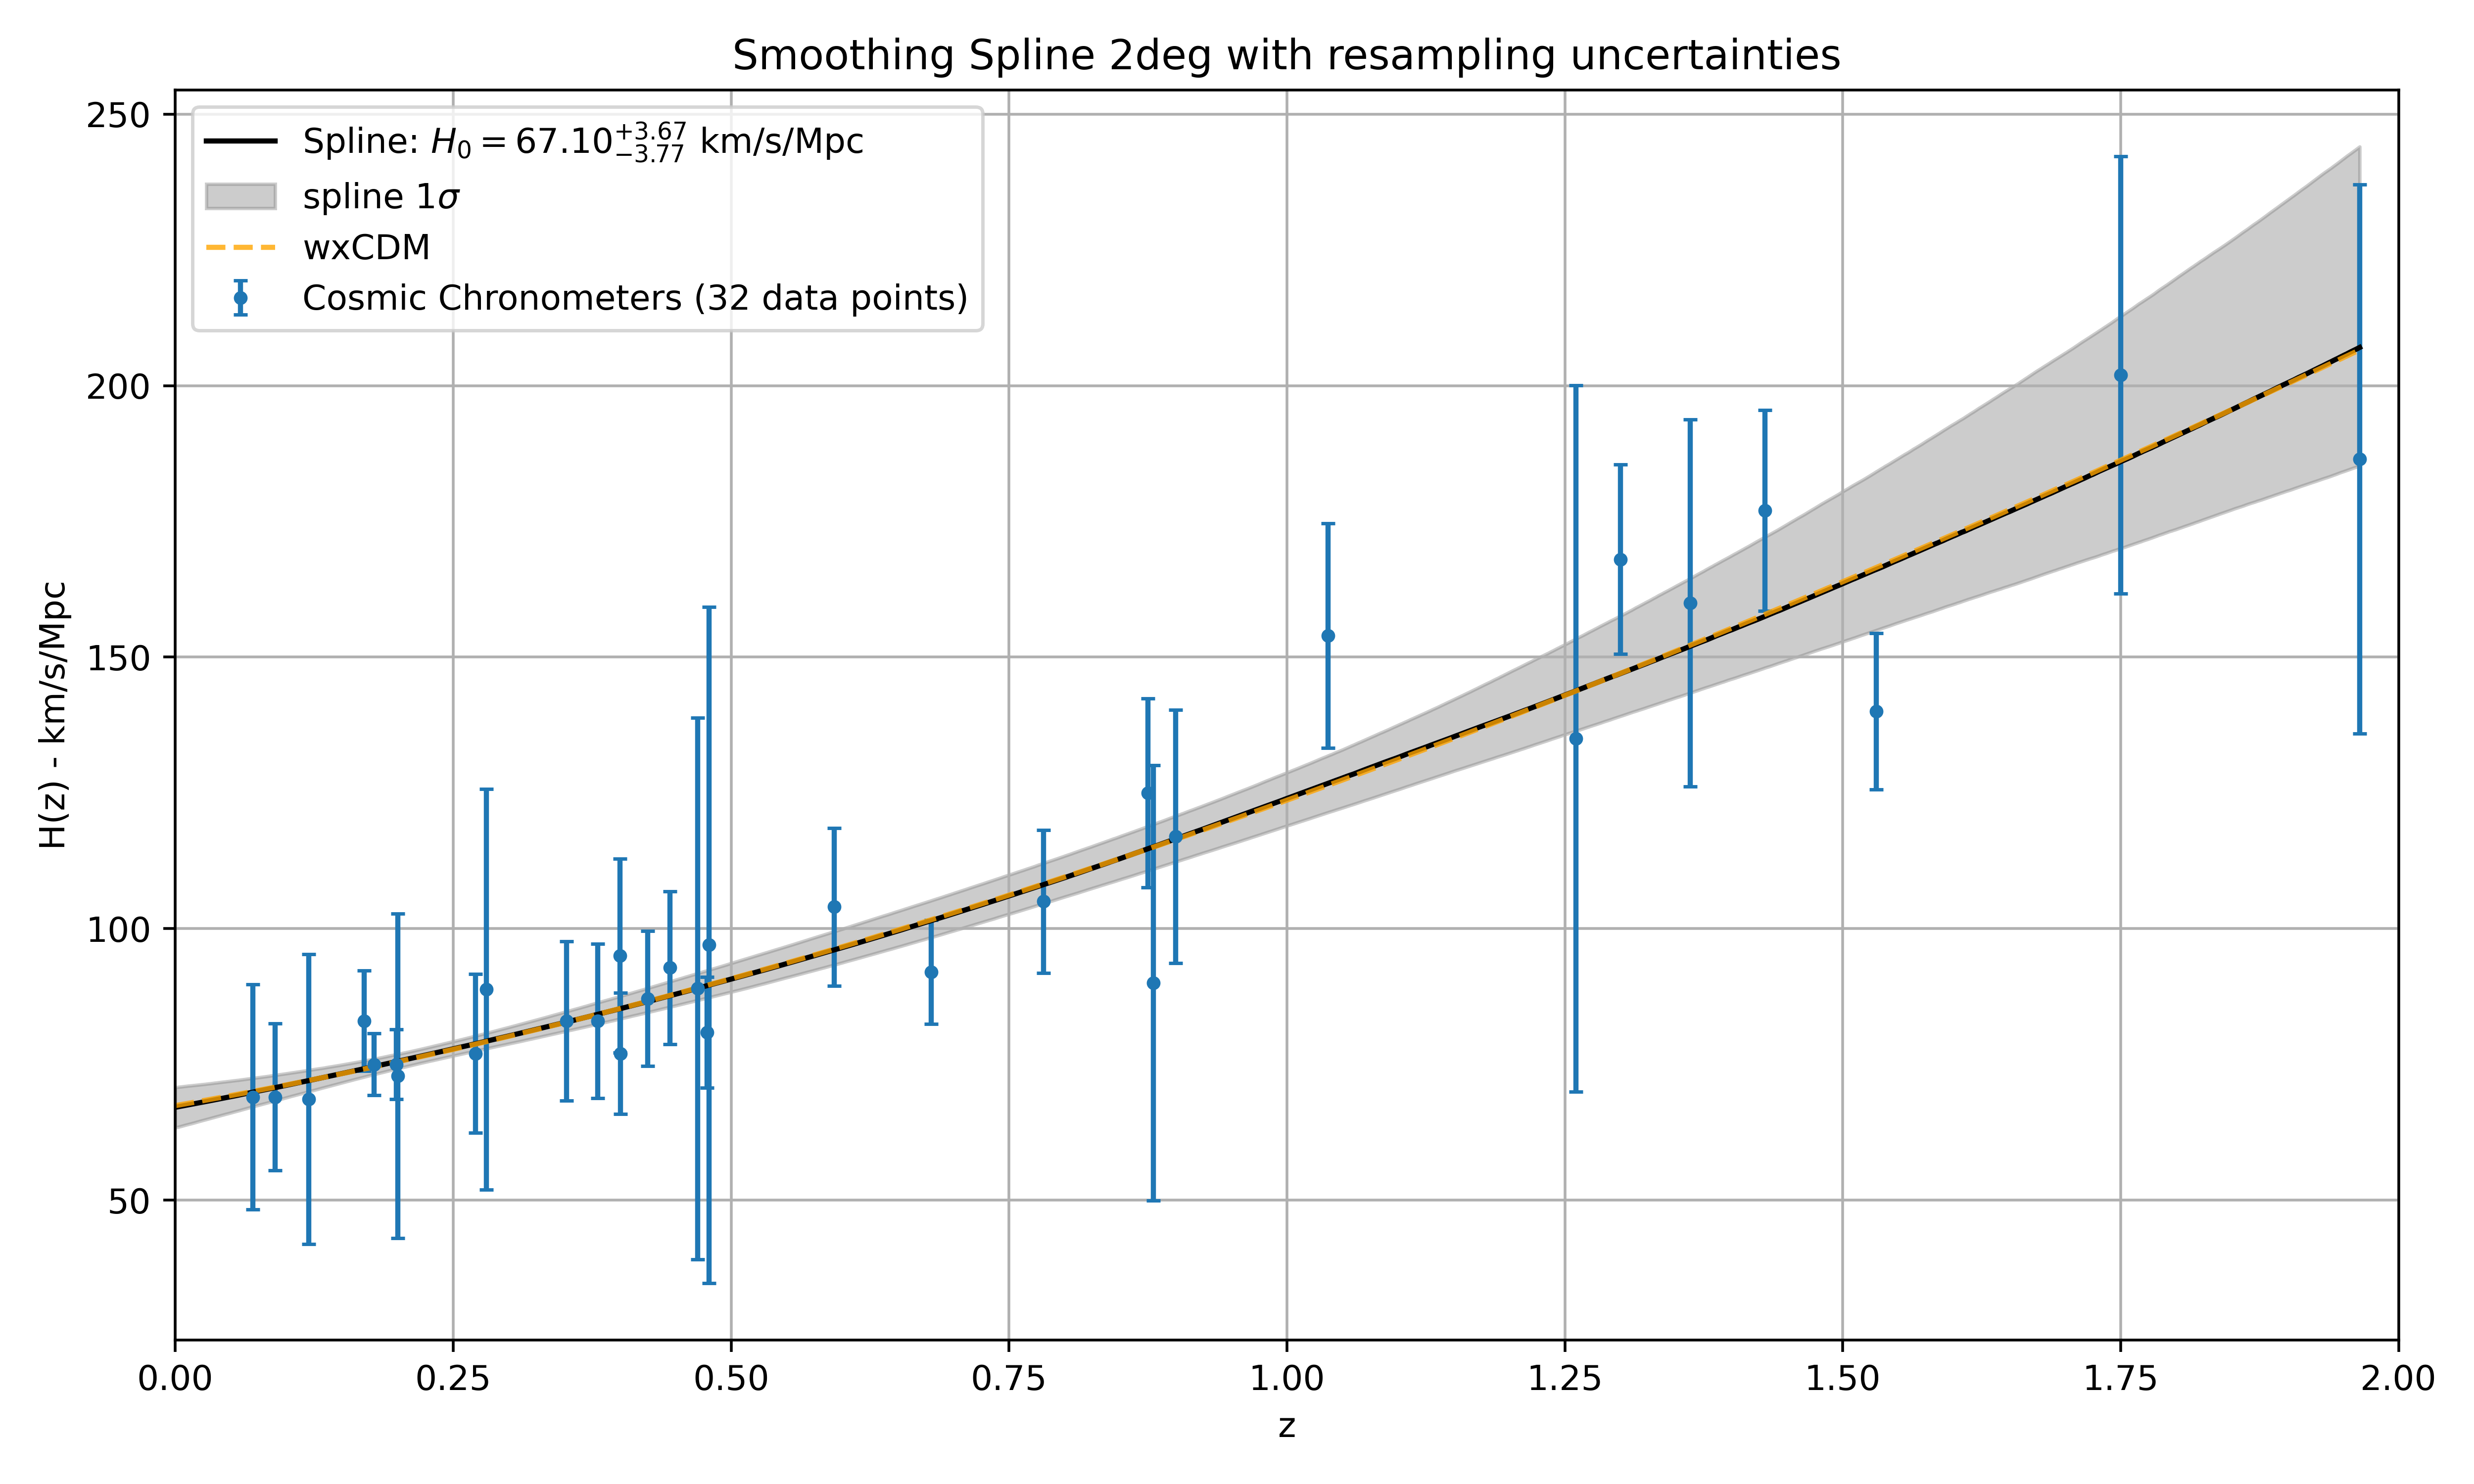 Smoothing Spline 2deg with resampling uncertainties
Spline: H₀ = 67.10 +3.67 −3.77 km/s/Mpc
spline 1σ
wxCDM
Cosmic Chronometers (32 data points)
H(z) - km/s/Mpc
250
200
150
100
50
0.00 0.25 0.50 0.75 1.00 1.25 1.50 1.75 2.00
z